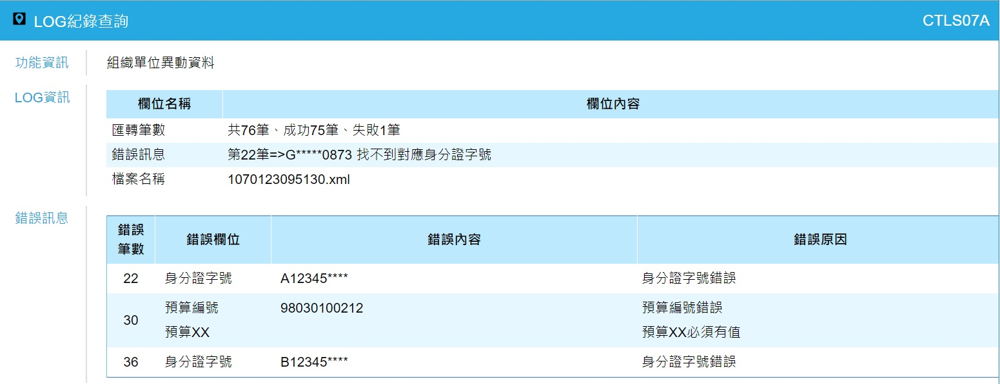 LOG紀錄查詢 CTLS07A
功能資訊 組織單位異動資料
LOG資訊
欄位名稱 欄位內容
匯轉筆數 共76筆、成功75筆、失敗1筆
錯誤訊息 第22筆=>G*****0873 找不到對應身分證字號
檔案名稱 1070123095130.xml
錯誤訊息
錯誤
筆數 錯誤欄位 錯誤內容 錯誤原因
22 身分證字號 A12345**** 身分證字號錯誤
30 預算編號 98030100212 預算編號錯誤
預算XX 預算XX必須有值
36 身分證字號 B12345**** 身分證字號錯誤